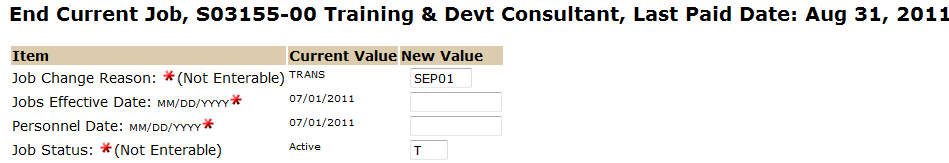 End Current Job, S03155-00 Training & Devt Consultant, Last Paid Date: Aug 31, 2011
Item Current Value New Value
Job Change Reason: *(Not Enterable) TRANS SEP01
Jobs Effective Date: MM/DD/YYYY* 07/01/2011
Personnel Date: MM/DD/YYYY* 07/01/2011
Job Status: *(Not Enterable) Active T